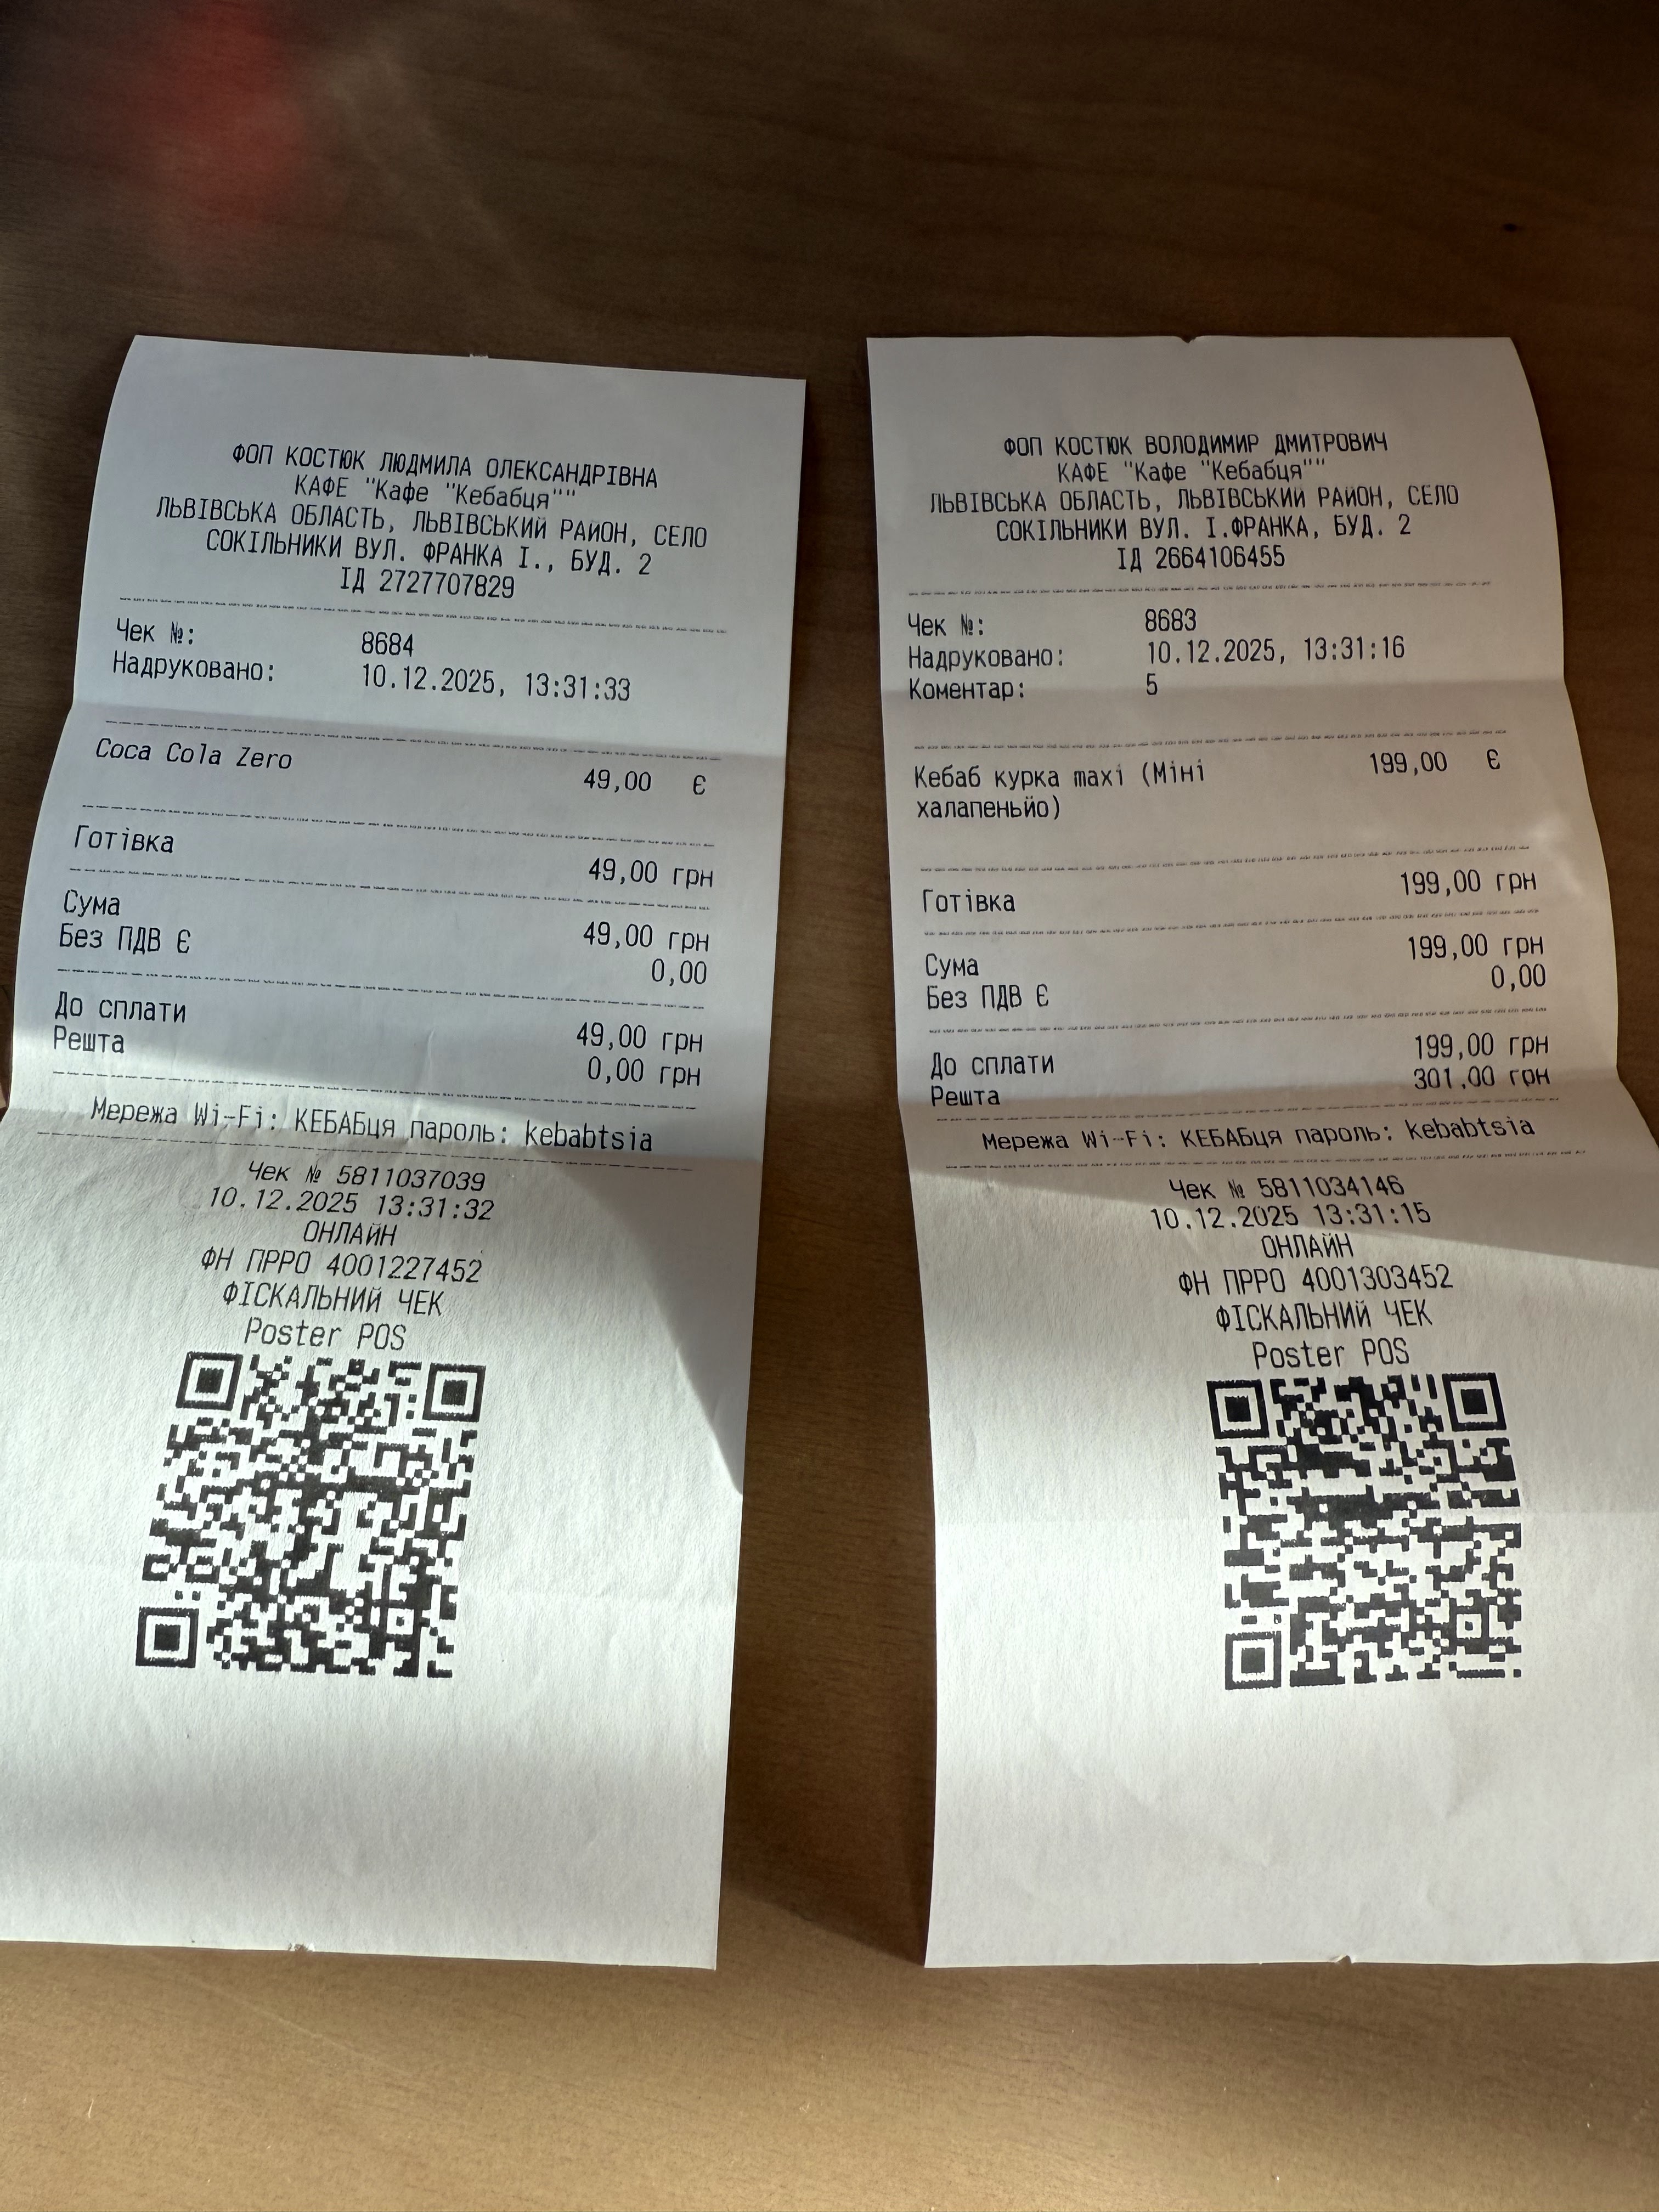 ФОП КОСТЮК ЛЮДМИЛА ОЛЕКСАНДРІВНА
КАФЕ "Кафе "Кебабця""
ЛЬВІВСЬКА ОБЛАСТЬ, ЛЬВІВСЬКИЙ РАЙОН, СЕЛО
СОКІЛЬНИКИ ВУЛ. ФРАНКА І., БУД. 2
ІД 2727707829
Чек №: 8684
Надруковано: 10.12.2025, 13:31:33
Coca Cola Zero 49,00 Є
Готівка 49,00 грн
Сума 49,00 грн
Без ПДВ Є 0,00
До сплати 49,00 грн
Решта 0,00 грн
Мережа Wi-Fi: КЕБАБця пароль: kebabtsia
Чек № 5811037039
10.12.2025 13:31:32
ОНЛАЙН
ФН ПРРО 4001227452
ФІСКАЛЬНИЙ ЧЕК
Poster POS
ФОП КОСТЮК ВОЛОДИМИР ДМИТРОВИЧ
КАФЕ "Кафе "Кебабця""
ЛЬВІВСЬКА ОБЛАСТЬ, ЛЬВІВСЬКИЙ РАЙОН, СЕЛО
СОКІЛЬНИКИ ВУЛ. І.ФРАНКА, БУД. 2
ІД 2664106455
Чек №: 8683
Надруковано: 10.12.2025, 13:31:16
Коментар: 5
Кебаб курка maxi (Міні 199,00 Є
халапеньйо)
Готівка 199,00 грн
Сума 199,00 грн
Без ПДВ Є 0,00
До сплати 199,00 грн
Решта 301,00 грн
Мережа Wi-Fi: КЕБАБця пароль: kebabtsia
Чек № 5811034146
10.12.2025 13:31:15
ОНЛАЙН
ФН ПРРО 4001303452
ФІСКАЛЬНИЙ ЧЕК
Poster POS